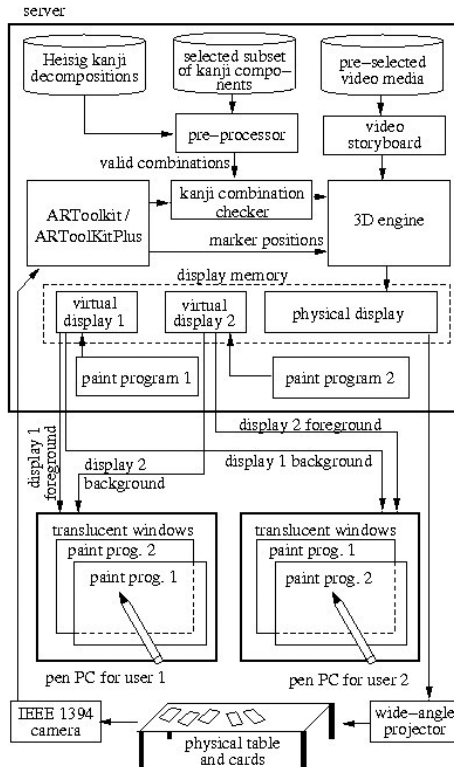 server
Heisig kanji
decompositions
selected subset
of kanji compo-
nents
pre-selected
video media
pre-processor
video
storyboard
valid combinations
kanji combination
checker
ARToolkit /
ARToolKitPlus
3D engine
marker positions
display memory
virtual
display 1
virtual
display 2
physical display
paint program 1
paint program 2
display 1
foreground
display 2
background
display 2 foreground
display 1 background
translucent windows
paint prog. 2
paint prog. 1
translucent windows
paint prog. 1
paint prog. 2
pen PC for user 1
pen PC for user 2
IEEE 1394
camera
physical table
and cards
wide-angle
projector